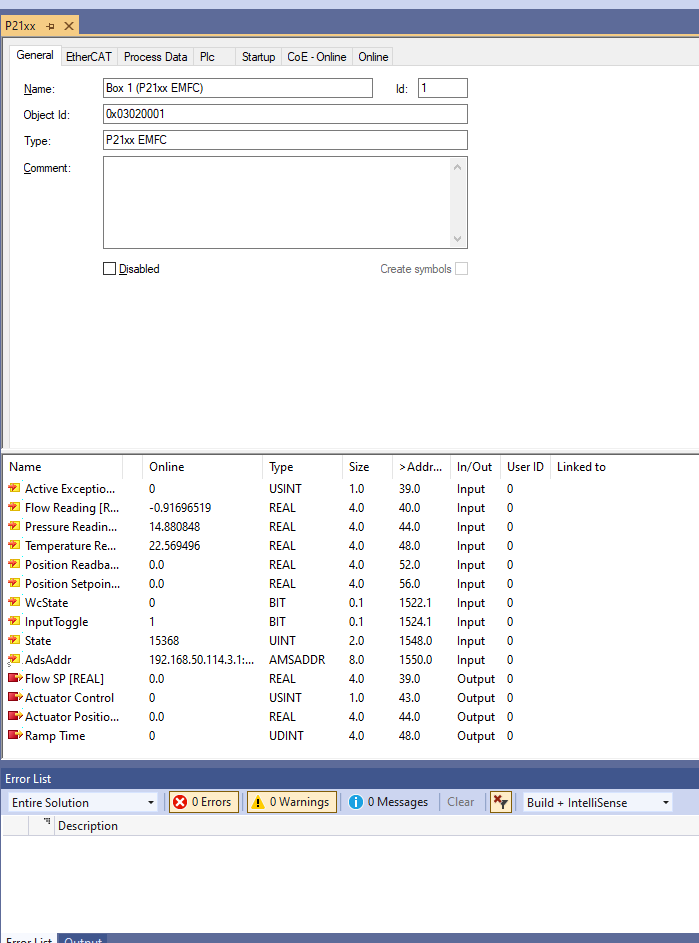 P21xx
General EtherCAT Process Data Plc Startup CoE - Online Online
Name: Box 1 (P21xx EMFC) Id: 1
Object Id: 0x03020001
Type: P21xx EMFC
Comment:
Disabled Create symbols
Name Online Type Size >Addr... In/Out User ID Linked to
Active Exceptio... 0 USINT 1.0 39.0 Input 0
Flow Reading [R... -0.91696519 REAL 4.0 40.0 Input 0
Pressure Readin... 14.880848 REAL 4.0 44.0 Input 0
Temperature Re... 22.569496 REAL 4.0 48.0 Input 0
Position Readba... 0.0 REAL 4.0 52.0 Input 0
Position Setpoin... 0.0 REAL 4.0 56.0 Input 0
WcState 0 BIT 0.1 1522.1 Input 0
InputToggle 1 BIT 0.1 1524.1 Input 0
State 15368 UINT 2.0 1548.0 Input 0
AdsAddr 192.168.50.114.3.1:... AMSADDR 8.0 1550.0 Input 0
Flow SP [REAL] 0.0 REAL 4.0 39.0 Output 0
Actuator Control 0 USINT 1.0 43.0 Output 0
Actuator Positio... 0.0 REAL 4.0 44.0 Output 0
Ramp Time 0 UDINT 4.0 48.0 Output 0
Error List
Entire Solution 0 Errors 0 Warnings 0 Messages Clear Build + IntelliSense
Description
Error List Output